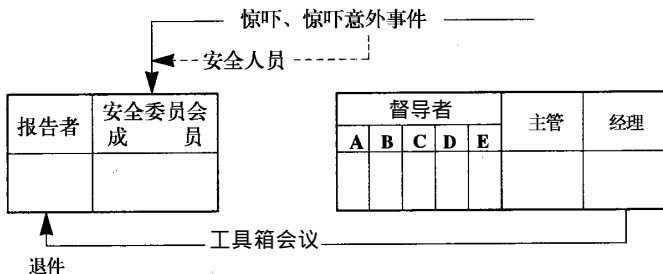 惊吓、惊吓意外事件
安全人员
报告者
安全委员会
成 员
督导者
A B C D E
主管
经理
工具箱会议
退件